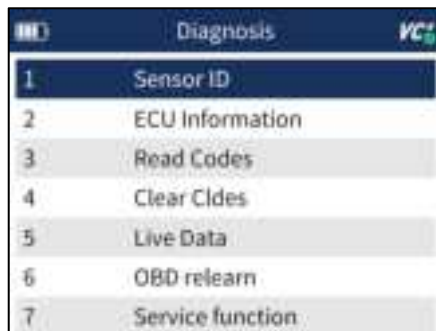 Diagnosis VCI
1 Sensor ID
2 ECU Information
3 Read Codes
4 Clear Cldes
5 Live Data
6 OBD relearn
7 Service function